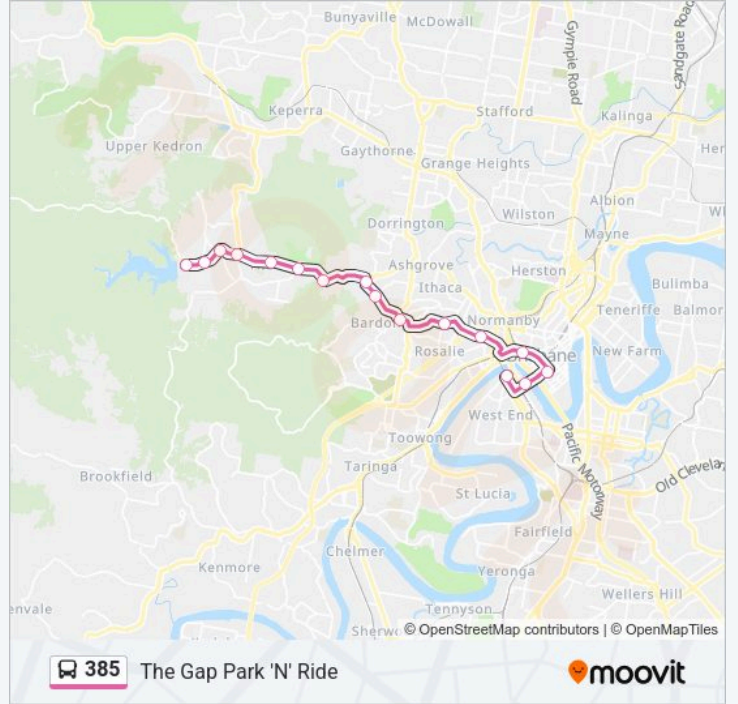 Bunyaville
McDowall
Gympie Road
Sandgate Road
Keperra
Stafford
Kalinga
Upper Kedron
Gaythorne
Grange Heights
Her
Albion
Dorrington
Wilston
Wi
Mayne
Ashgrove
Herston
Ithaca
Bulimba
Teneriffe
Balmor
Bardon
Normanby
Rosalie
New Farm
West End
Toowong
Pacific Motorway
Taringa
Old Clevela
Brookfield
St Lucia
Fairfield
Chelmer
Kenmore
Yeronga
Wellers Hill
envale
Tennyson
Sherwo
© OpenStreetMap contributors | © OpenMapTiles
385 The Gap Park 'N' Ride
moovit